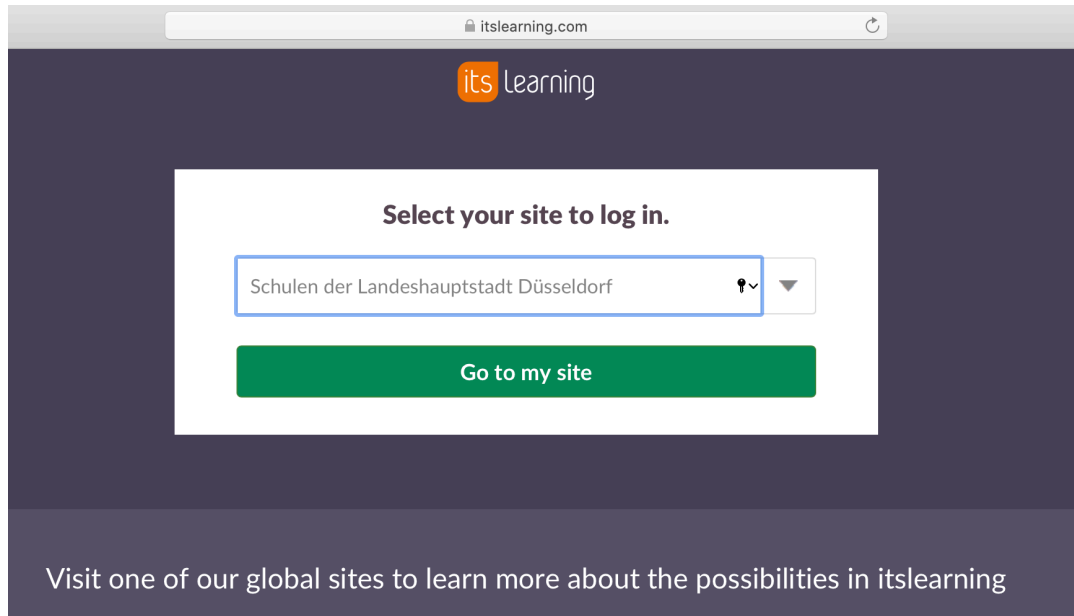 itslearning.com
its learning
Select your site to log in.
Schulen der Landeshauptstadt Düsseldorf
Go to my site
Visit one of our global sites to learn more about the possibilities in itslearning